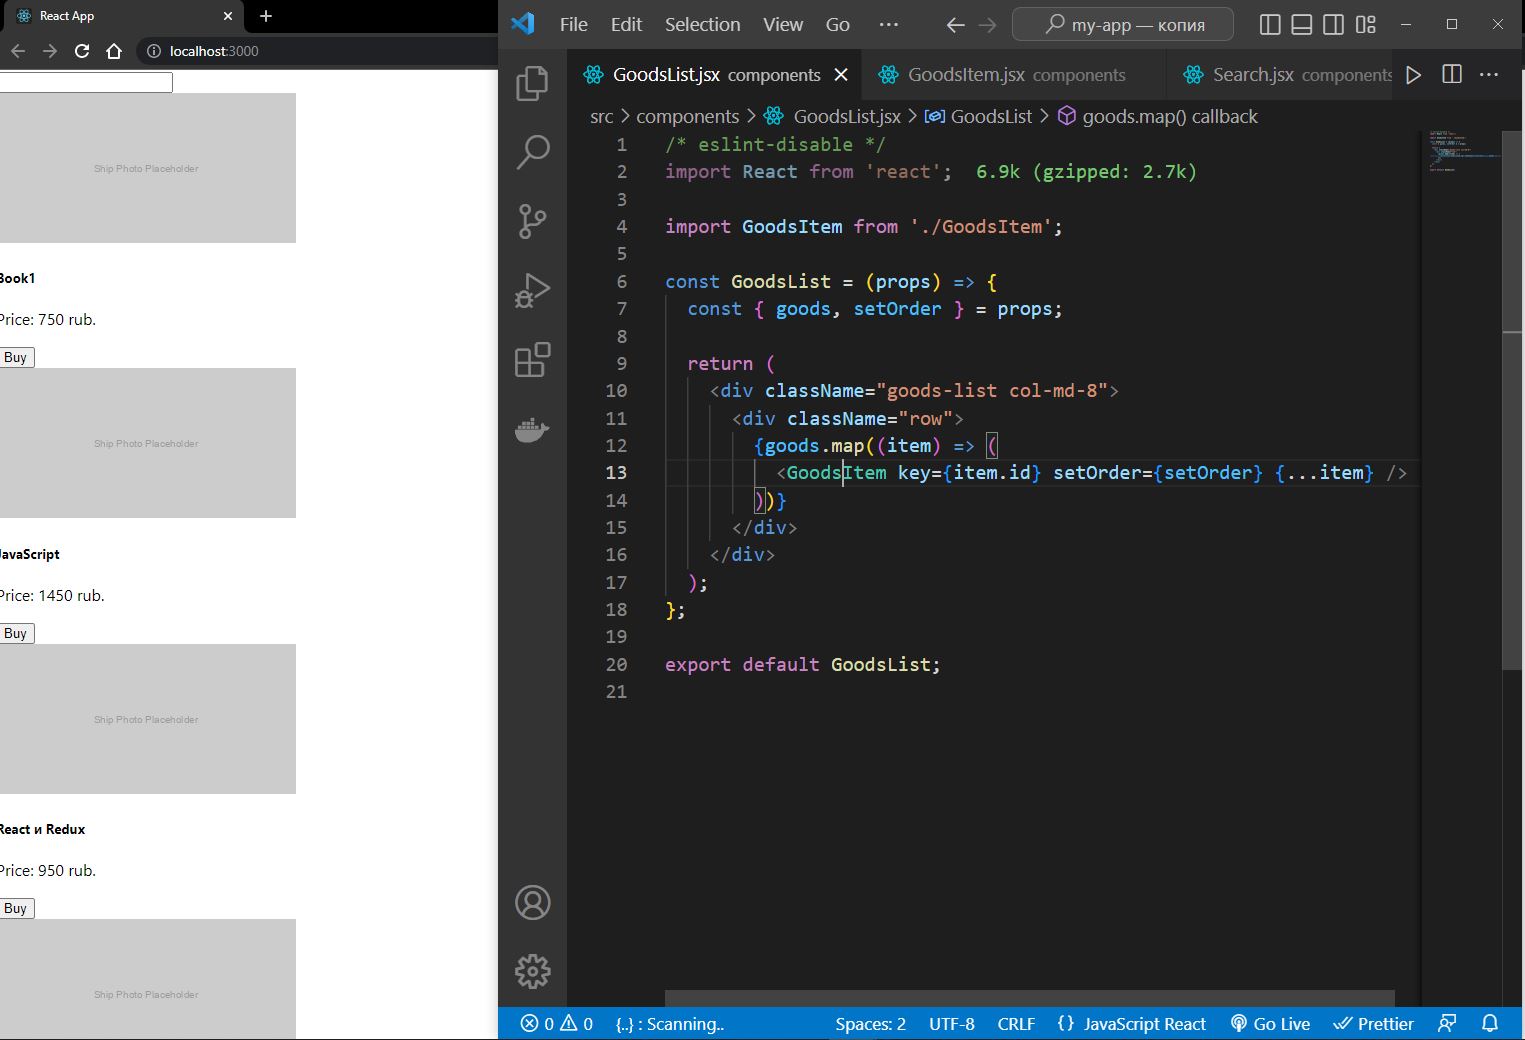 React App
localhost:3000
Ship Photo Placeholder
Book1
Price: 750 rub.
Buy
Ship Photo Placeholder
JavaScript
Price: 1450 rub.
Buy
Ship Photo Placeholder
React и Redux
Price: 950 rub.
Buy
Ship Photo Placeholder
File Edit Selection View Go ··· my-app — копия
GoodsList.jsx components GoodsItem.jsx components Search.jsx components
src > components > GoodsList.jsx > GoodsList > goods.map() callback
1 /* eslint-disable */
2 import React from 'react'; 6.9k (gzipped: 2.7k)
3
4 import GoodsItem from './GoodsItem';
5
6 const GoodsList = (props) => {
7 const { goods, setOrder } = props;
8
9 return (
10 <div className="goods-list col-md-8">
11 <div className="row">
12 {goods.map((item) => (
13 <GoodsItem key={item.id} setOrder={setOrder} {...item} />
14 ))}
15 </div>
16 </div>
17 );
18 };
19
20 export default GoodsList;
21
0 0 {..} : Scanning.. Spaces: 2 UTF-8 CRLF {} JavaScript React Go Live Prettier